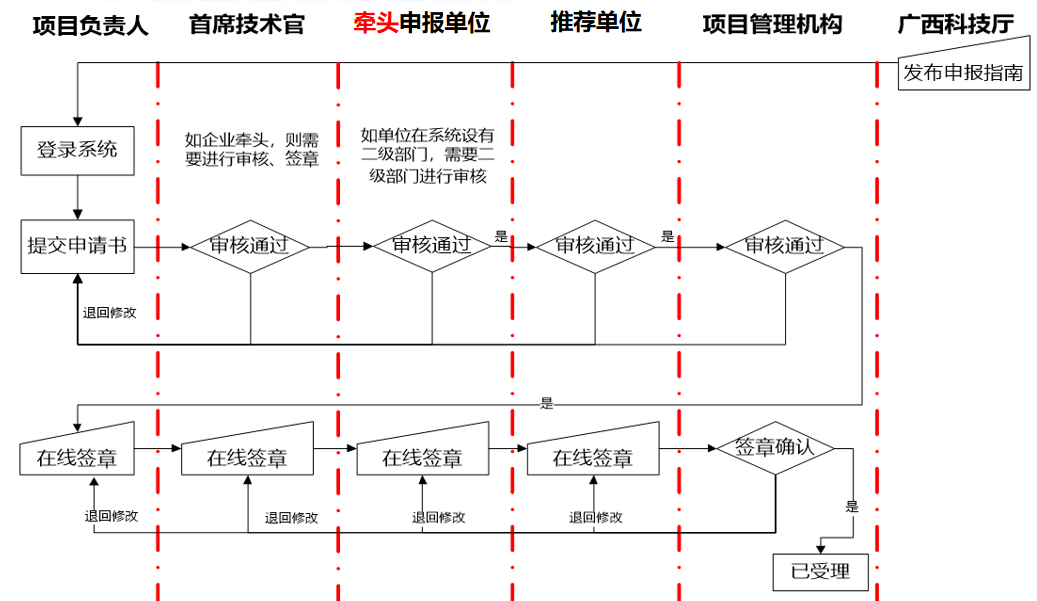 项目负责人
首席技术官
牵头申报单位
推荐单位
项目管理机构
广西科技厅
发布申报指南
登录系统
如企业牵头，则需
要进行审核、签章
如单位在系统设有
二级部门，需要二
级部门进行审核
提交申请书
审核通过
审核通过
是
审核通过
是
审核通过
退回修改
是
在线签章
在线签章
在线签章
在线签章
签章确认
退回修改
退回修改
退回修改
退回修改
是
已受理